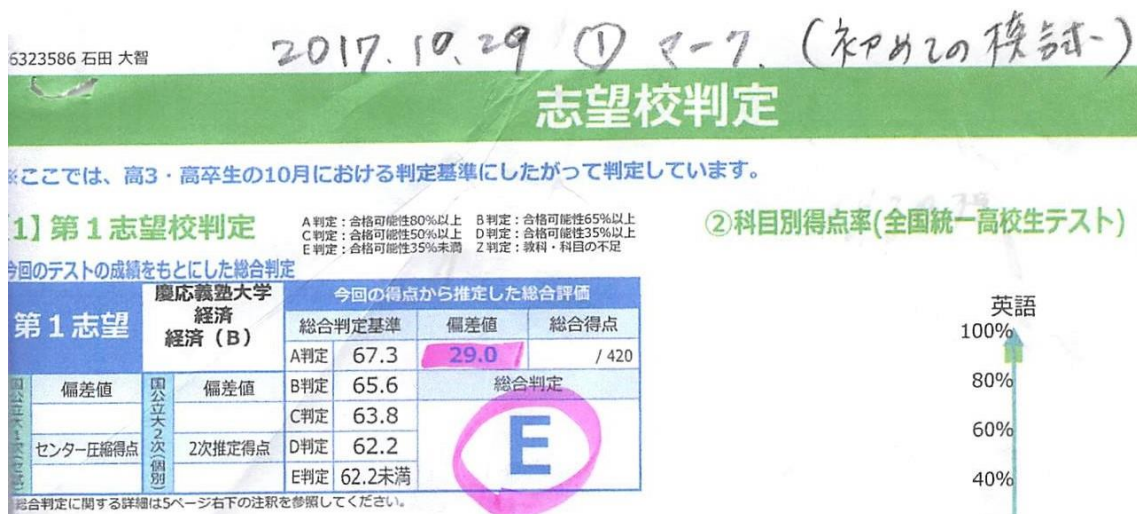 6323586 石田 大智
2017.10.29 ① マーク. (初めての検討)
志望校判定
※ここでは、高3・高卒生の10月における判定基準にしたがって判定しています。
1】第1志望校判定
A判定:合格可能性80%以上 B判定:合格可能性65%以上
C判定:合格可能性50%以上 D判定:合格可能性35%以上
E判定:合格可能性35%未満 Z判定:教科・科目の不足
②科目別得点率(全国統一高校生テスト)
今回のテストの成績をもとにした総合判定
第1志望
慶応義塾大学
経済
経済(B)
今回の得点から推定した総合評価
総合判定基準 偏差値 総合得点
A判定 67.3 29.0 / 420
B判定 65.6 総合判定
C判定 63.8
D判定 62.2
E判定 62.2未満
E
偏差値
センター圧縮得点
国公立大2次(個別)
偏差値
2次推定得点
総合判定に関する詳細は5ページ右下の注釈を参照してください。
英語
100%
80%
60%
40%